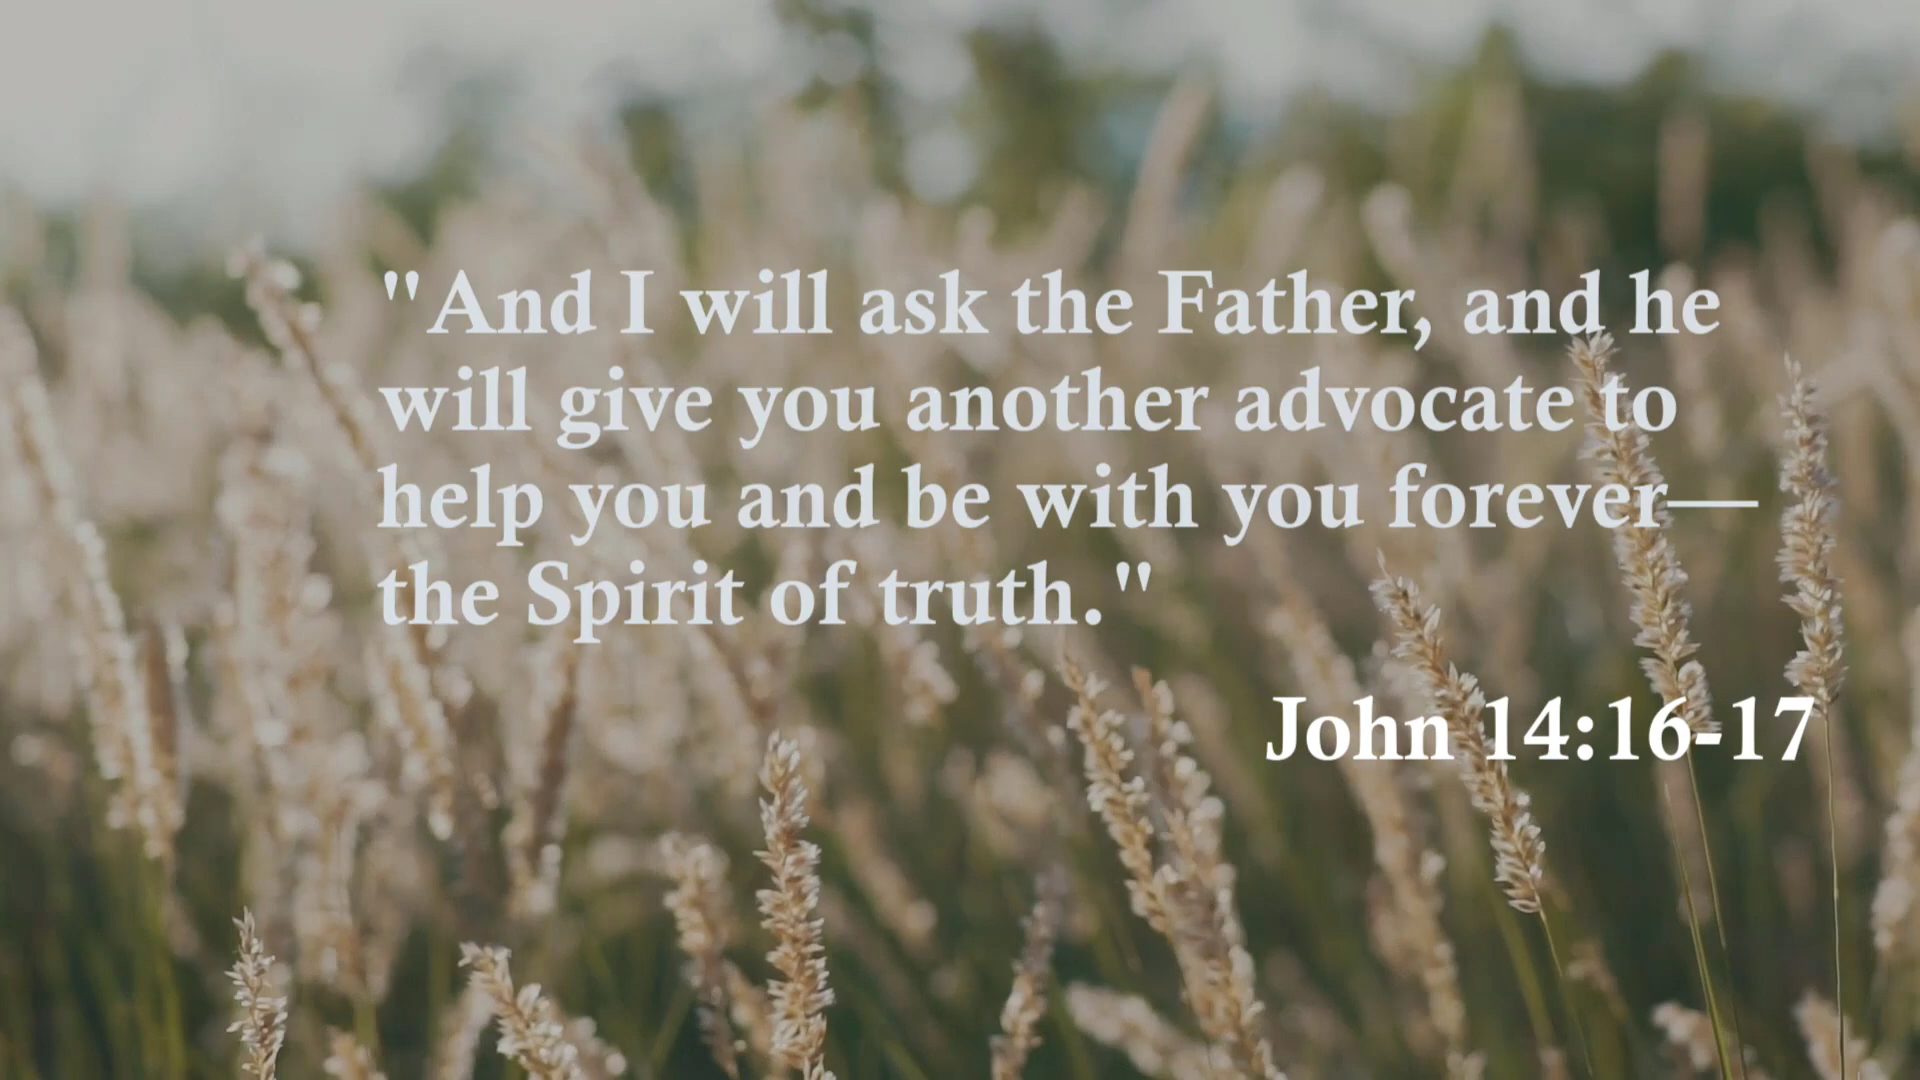 "And I will ask the Father, and he
will give you another advocate to
help you and be with you forever—
the Spirit of truth."
John 14:16-17